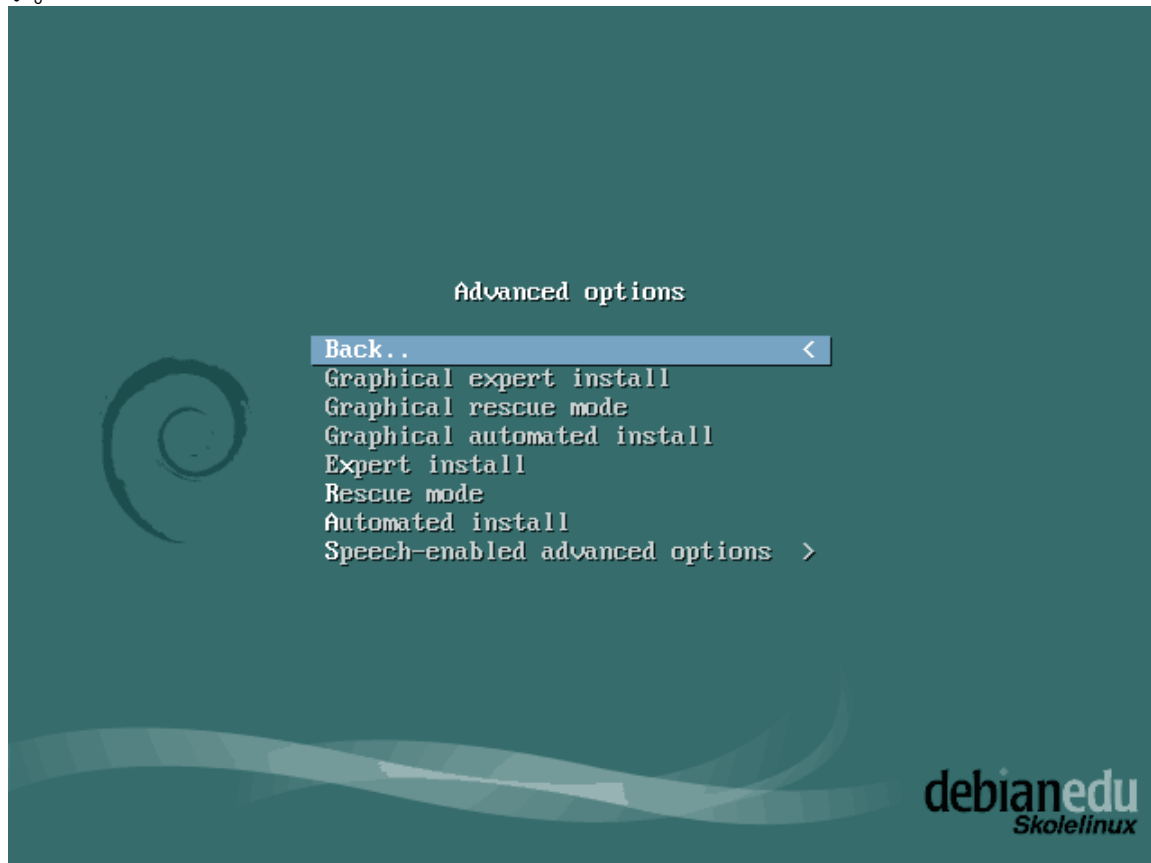 Advanced options
Back.. <
Graphical expert install
Graphical rescue mode
Graphical automated install
Expert install
Rescue mode
Automated install
Speech-enabled advanced options >
debianedu
Skolelinux